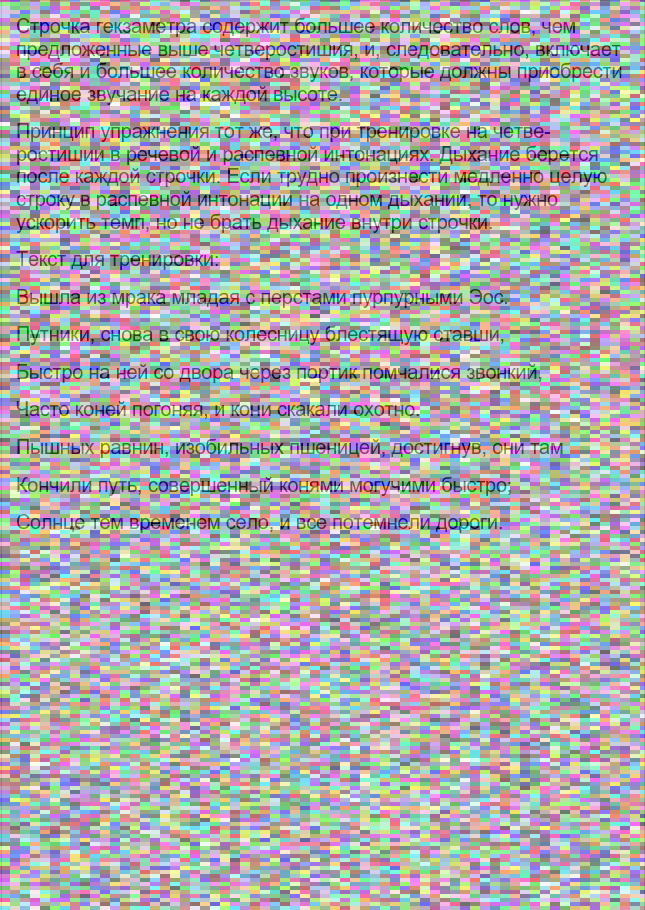 Строчка гекзаметра содержит большее количество слов, чем
предложенные выше четверостишия, и, следовательно, включает
в себя и большее количество звуков, которые должны приобрести
единое звучание на каждой высоте.
Принцип упражнения тот же, что при тренировке на четве-
ростишии в речевой и распевной интонациях. Дыхание берется
после каждой строчки. Если трудно произнести медленно целую
строку в распевной интонации на одном дыхании, то нужно
ускорить темп, но не брать дыхание внутри строчки.
Текст для тренировки:
Вышла из мрака младая с перстами пурпурными Эос.
Путники, снова в свою колесницу блестящую ставши,
Быстро на ней со двора через портик помчалися звонкий,
Часто коней погоняя, и кони скакали охотно.
Пышных равнин, изобильных пшеницей, достигнув, они там
Кончили путь, совершенный конями могучими быстро;
Солнце тем временем село, и все потемнели дороги.